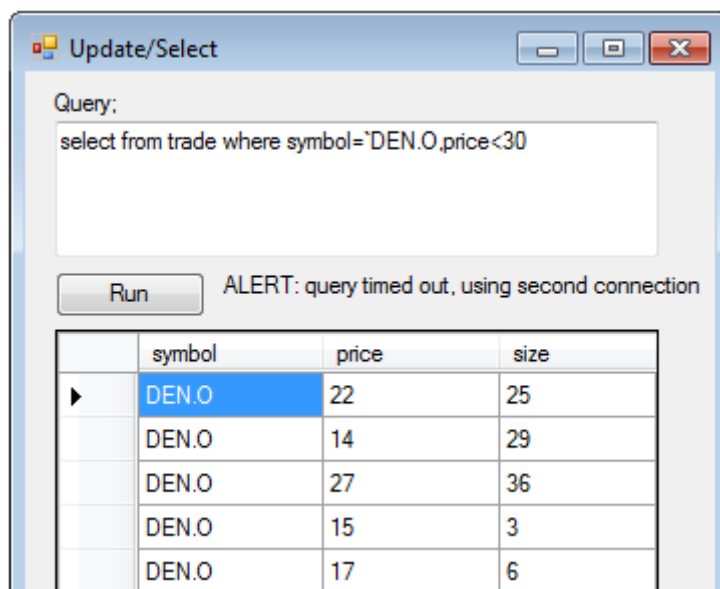 Update/Select
Query;
select from trade where symbol=`DEN.O,price<30
Run ALERT: query timed out, using second connection
symbol price size
DEN.O 22 25
DEN.O 14 29
DEN.O 27 36
DEN.O 15 3
DEN.O 17 6